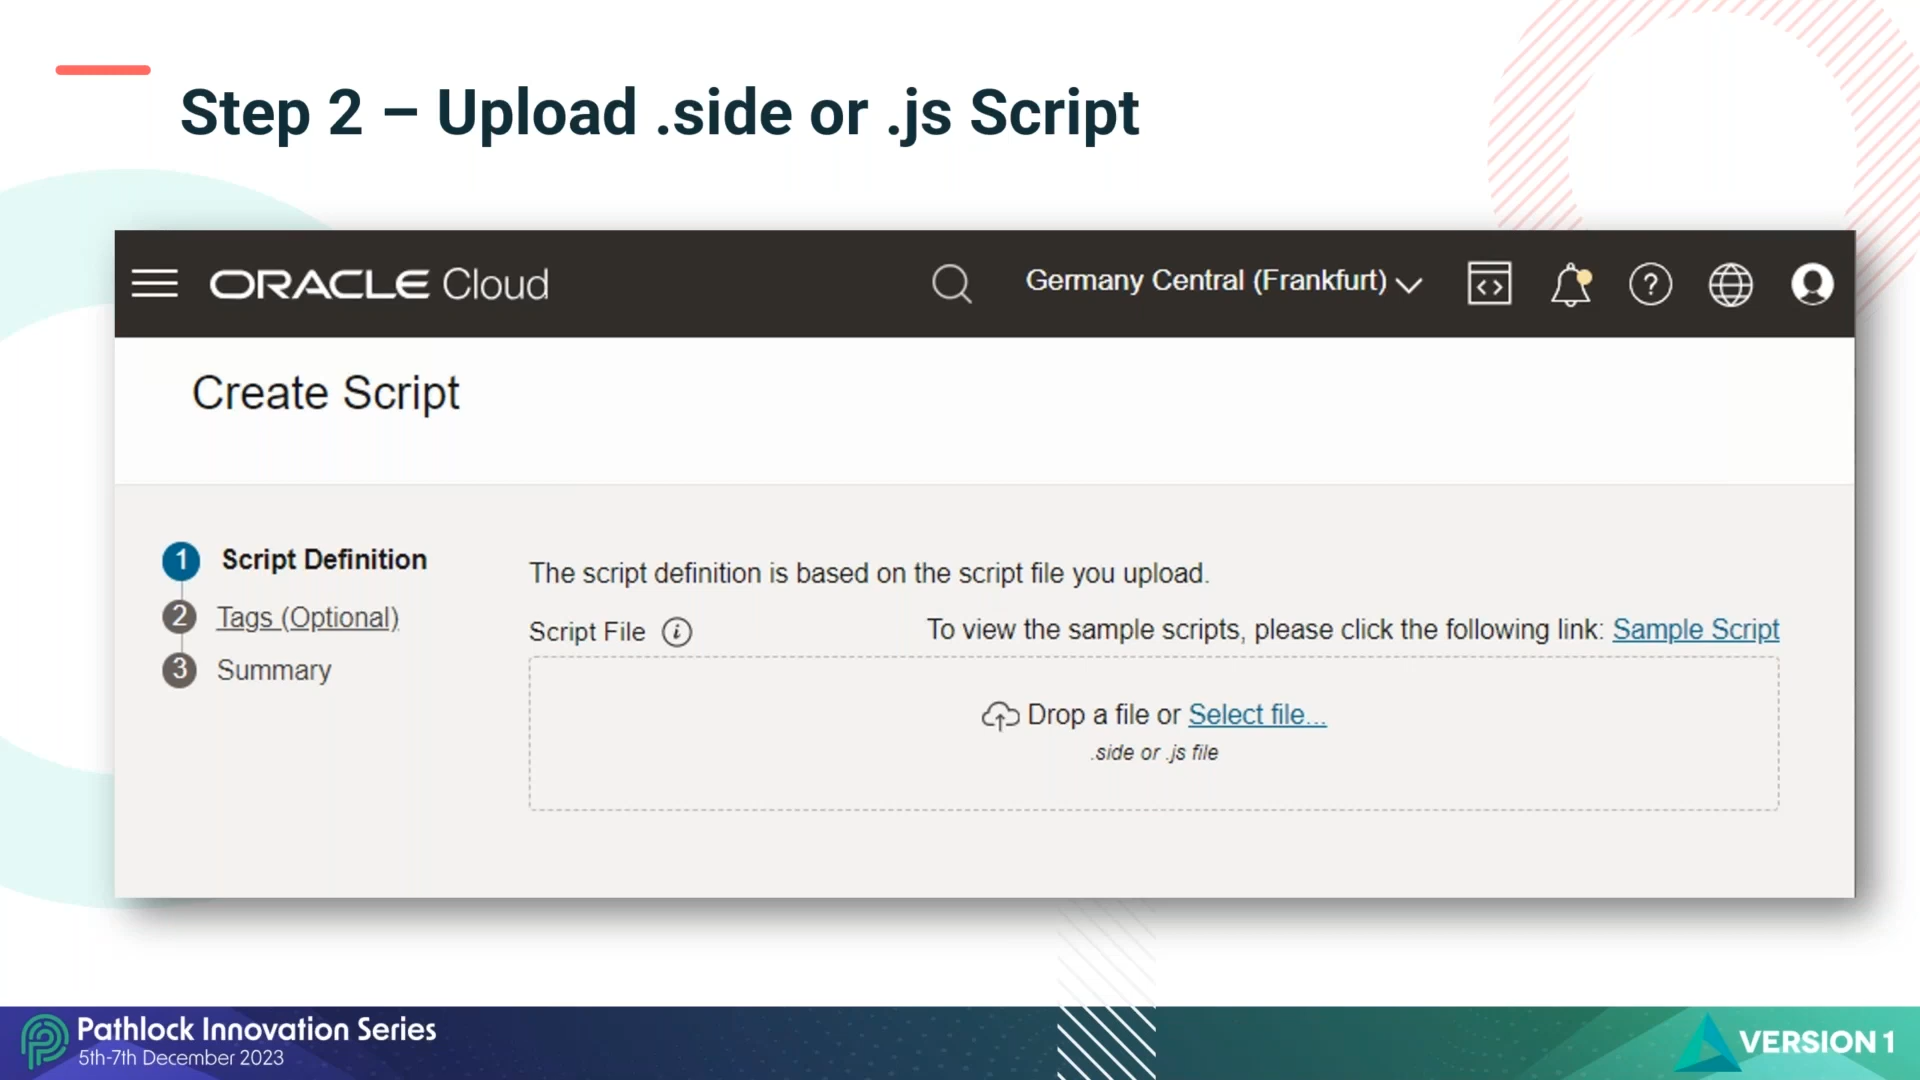 Step 2 – Upload .side or .js Script
ORACLE Cloud
Germany Central (Frankfurt)
Create Script
1 Script Definition
2 Tags (Optional)
3 Summary
The script definition is based on the script file you upload.
Script File
To view the sample scripts, please click the following link: Sample Script
Drop a file or Select file...
.side or .js file
Pathlock Innovation Series
5th-7th December 2023
VERSION 1